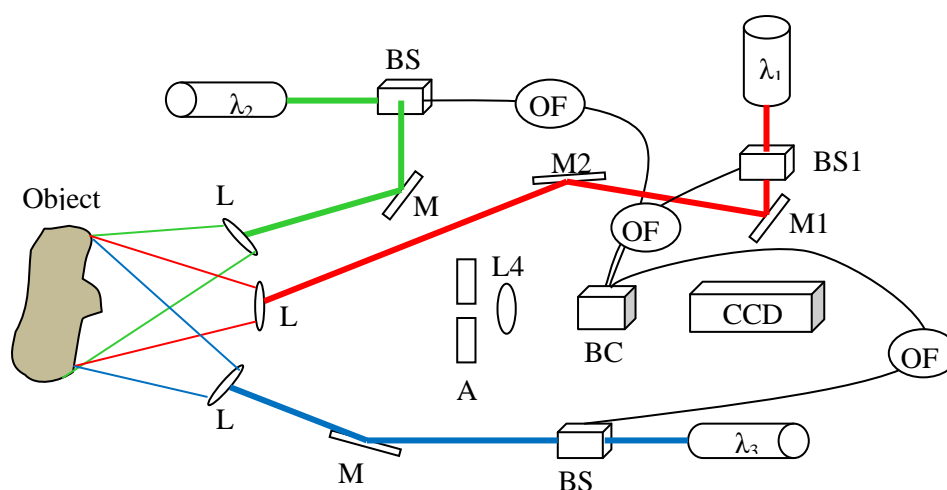 BS
λ2
OF
λ1
BS1
M2
M
M1
Object
L
OF
L4
L
BC
CCD
OF
A
L
M
BS
λ3